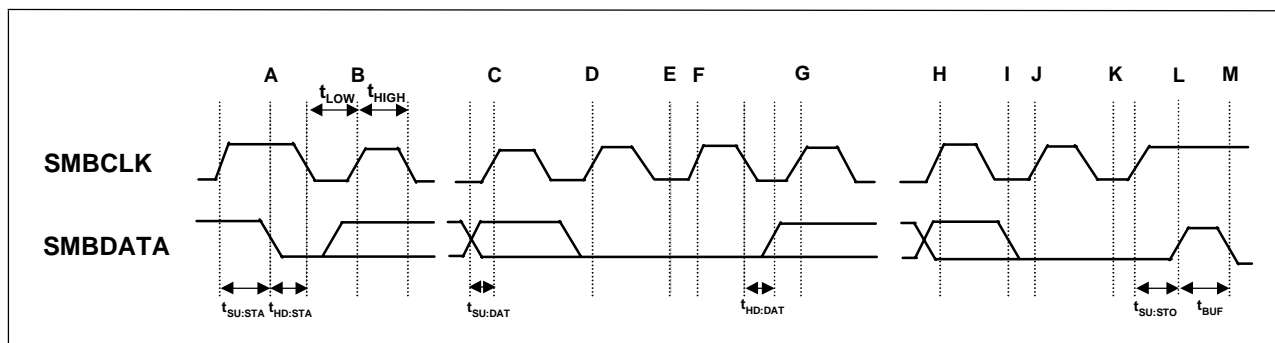 A B C D E F G H I J K L M
tLOW tHIGH
SMBCLK
SMBDATA
tSU:STA tHD:STA tSU:DAT tHD:DAT tSU:STO tBUF